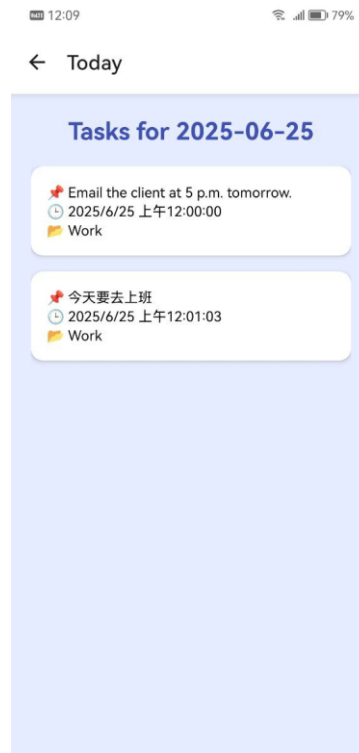 12:09
79%
← Today
Tasks for 2025-06-25
📌 Email the client at 5 p.m. tomorrow.
🕒 2025/6/25 上午12:00:00
📂 Work
📌 今天要去上班
🕒 2025/6/25 上午12:01:03
📂 Work